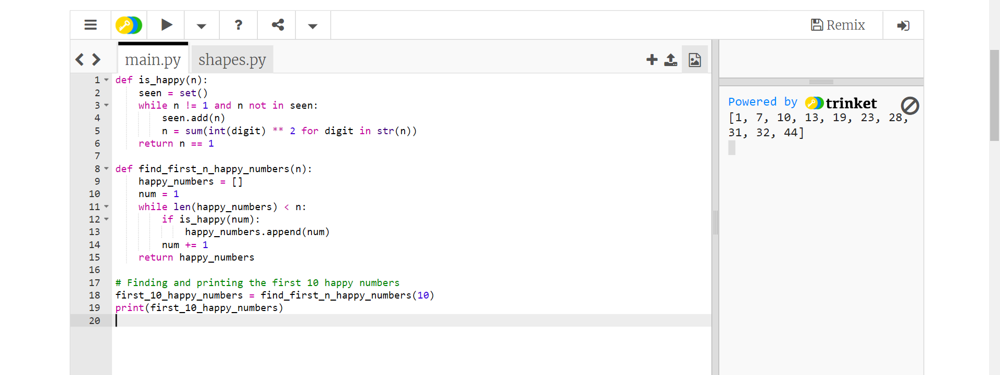 ? Remix
main.py shapes.py
1 def is_happy(n):
2     seen = set()
3     while n != 1 and n not in seen:
4         seen.add(n)
5         n = sum(int(digit) ** 2 for digit in str(n))
6     return n == 1
7
8 def find_first_n_happy_numbers(n):
9     happy_numbers = []
10     num = 1
11     while len(happy_numbers) < n:
12         if is_happy(num):
13             happy_numbers.append(num)
14         num += 1
15     return happy_numbers
16
17 # Finding and printing the first 10 happy numbers
18 first_10_happy_numbers = find_first_n_happy_numbers(10)
19 print(first_10_happy_numbers)
20
Powered by trinket
[1, 7, 10, 13, 19, 23, 28,
31, 32, 44]